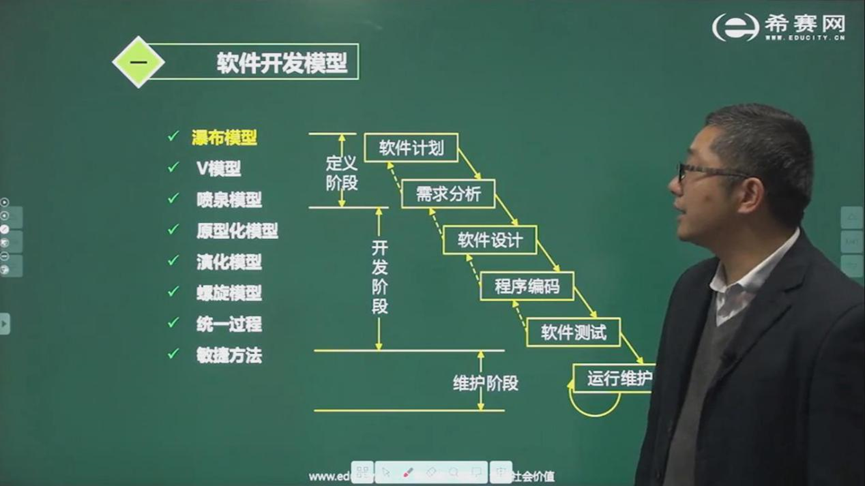 希赛网
WWW.EDUCITY.CN
一
软件开发模型
瀑布模型
V模型
喷泉模型
原型化模型
演化模型
螺旋模型
统一过程
敏捷方法
定义
阶段
开
发
阶
段
维护阶段
软件计划
需求分析
软件设计
程序编码
软件测试
运行维护
www.edu
社会价值